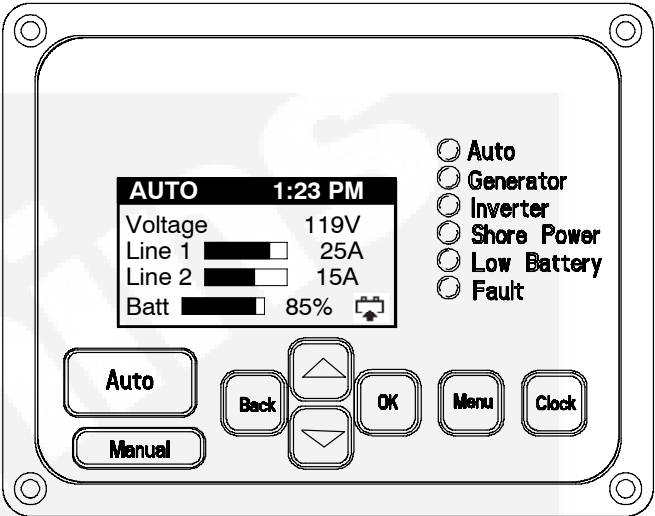 AUTO 1:23 PM
Voltage 119V
Line 1 25A
Line 2 15A
Batt 85%
Auto
Generator
Inverter
Shore Power
Low Battery
Fault
Auto
Manual
Back
OK
Menu
Clock